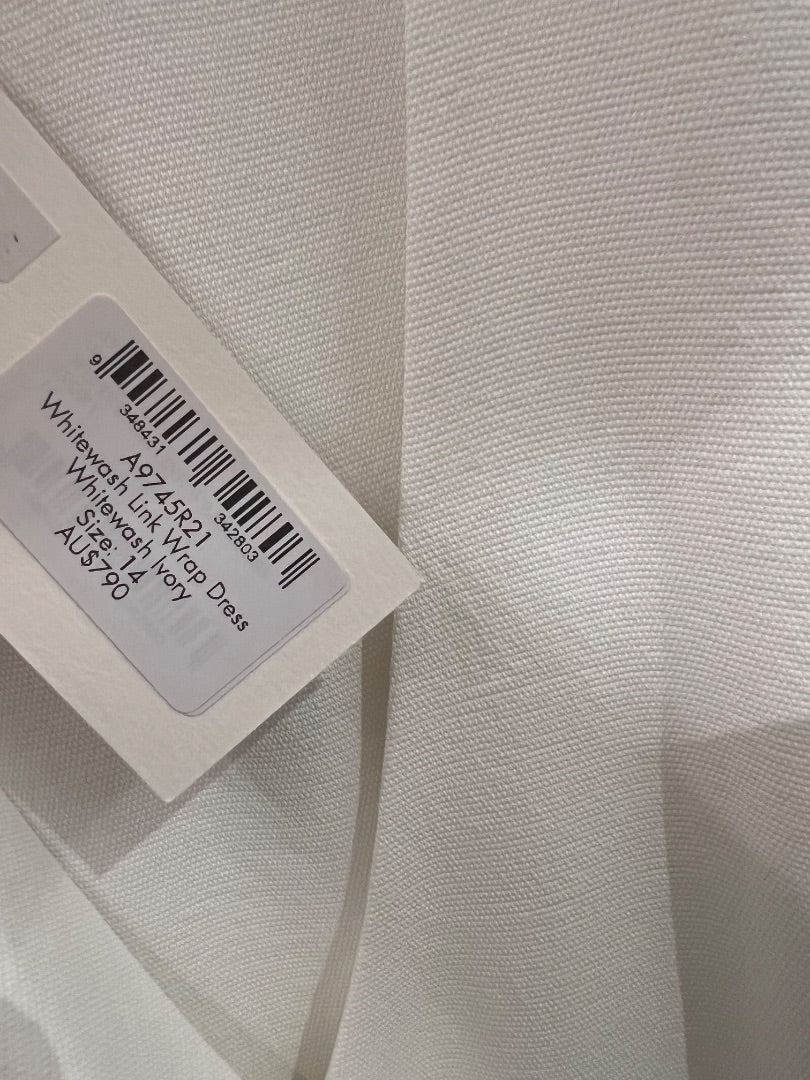 9 348431 342803
A9745R21
Whitewash Link Wrap Dress
Whitewash Ivory
Size: 14
AU$790